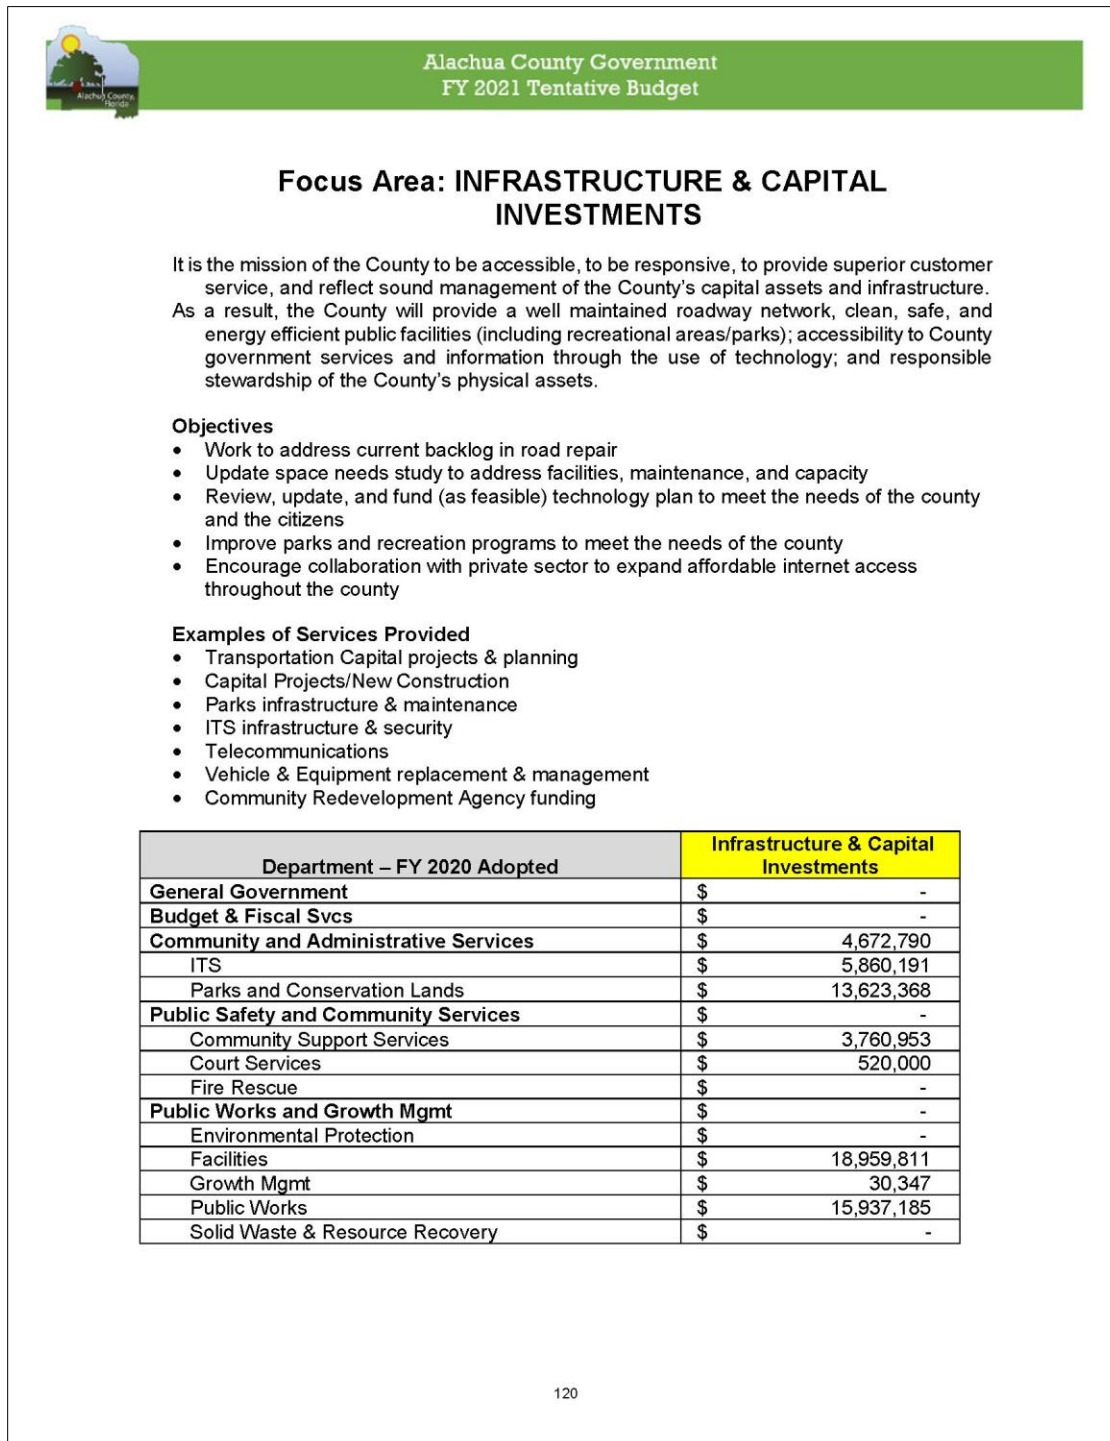 Alachua County, Florida
Alachua County Government
FY 2021 Tentative Budget
Focus Area: INFRASTRUCTURE & CAPITAL
INVESTMENTS
It is the mission of the County to be accessible, to be responsive, to provide superior customer
service, and reflect sound management of the County's capital assets and infrastructure.
As a result, the County will provide a well maintained roadway network, clean, safe, and
energy efficient public facilities (including recreational areas/parks); accessibility to County
government services and information through the use of technology; and responsible
stewardship of the County's physical assets.
Objectives
• Work to address current backlog in road repair
• Update space needs study to address facilities, maintenance, and capacity
• Review, update, and fund (as feasible) technology plan to meet the needs of the county
and the citizens
• Improve parks and recreation programs to meet the needs of the county
• Encourage collaboration with private sector to expand affordable internet access
throughout the county
Examples of Services Provided
• Transportation Capital projects & planning
• Capital Projects/New Construction
• Parks infrastructure & maintenance
• ITS infrastructure & security
• Telecommunications
• Vehicle & Equipment replacement & management
• Community Redevelopment Agency funding
Department – FY 2020 Adopted Infrastructure & Capital
Investments
General Government $ -
Budget & Fiscal Svcs $ -
Community and Administrative Services $ 4,672,790
ITS $ 5,860,191
Parks and Conservation Lands $ 13,623,368
Public Safety and Community Services $ -
Community Support Services $ 3,760,953
Court Services $ 520,000
Fire Rescue $ -
Public Works and Growth Mgmt $ -
Environmental Protection $ -
Facilities $ 18,959,811
Growth Mgmt $ 30,347
Public Works $ 15,937,185
Solid Waste & Resource Recovery $ -
120